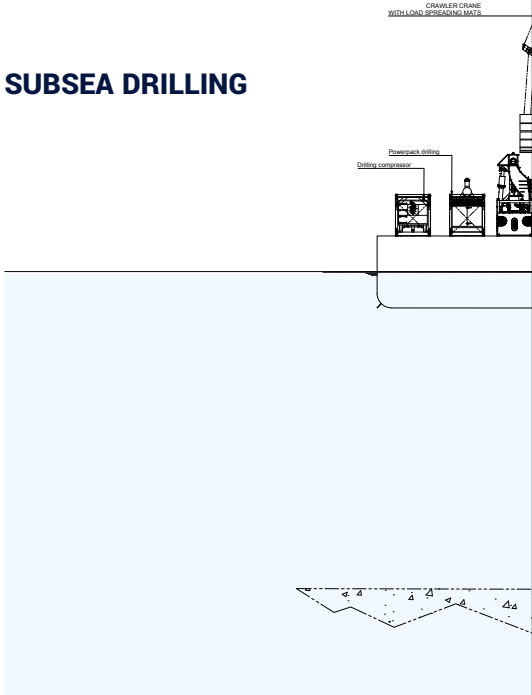 CRAWLER CRANE
WITH LOAD SPREADING MATS
SUBSEA DRILLING
Powerpack drilling
Drilling compressor